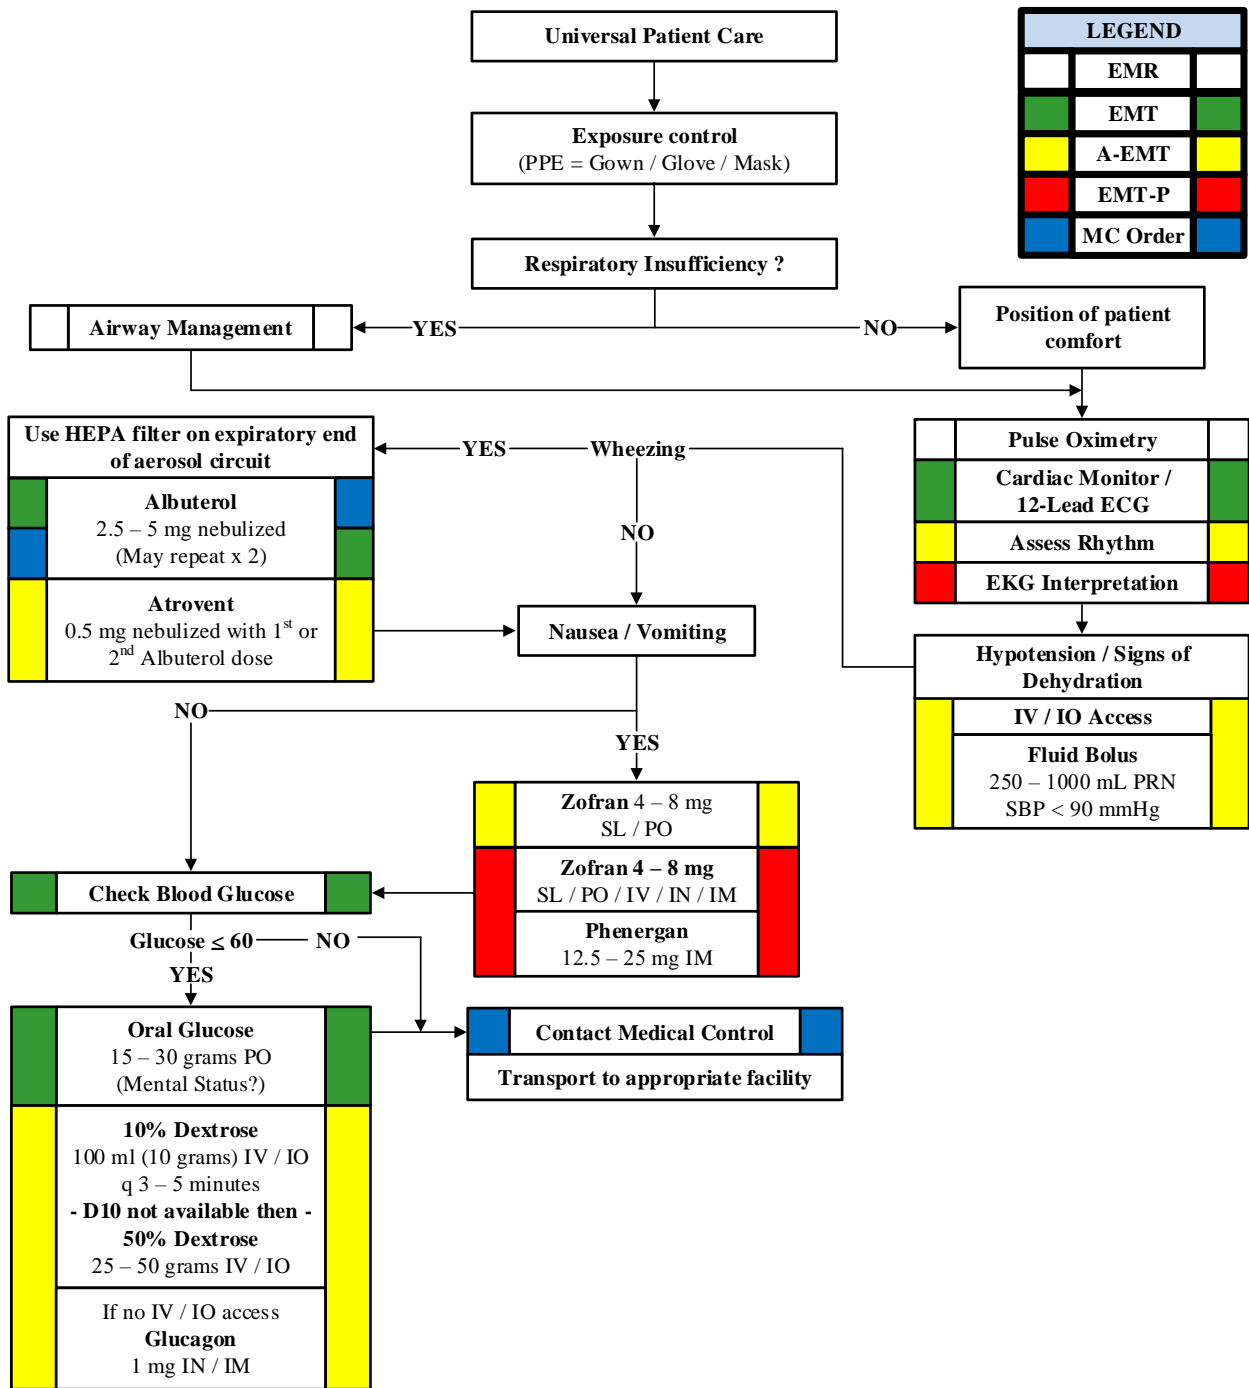 Universal Patient Care
LEGEND
EMR
EMT
A-EMT
EMT-P
MC Order
Exposure control
(PPE = Gown / Glove / Mask)
Respiratory Insufficiency ?
Airway Management
YES
NO
Position of patient
comfort
Pulse Oximetry
Cardiac Monitor /
12-Lead ECG
Assess Rhythm
EKG Interpretation
Hypotension / Signs of
Dehydration
IV / IO Access
Fluid Bolus
250 – 1000 mL PRN
SBP < 90 mmHg
Wheezing
YES
NO
Use HEPA filter on expiratory end
of aerosol circuit
Albuterol
2.5 – 5 mg nebulized
(May repeat x 2)
Atrovent
0.5 mg nebulized with 1st or
2nd Albuterol dose
Nausea / Vomiting
NO
YES
Zofran 4 – 8 mg
SL / PO
Zofran 4 – 8 mg
SL / PO / IV / IN / IM
Phenergan
12.5 – 25 mg IM
Check Blood Glucose
Glucose ≤ 60
NO
YES
Oral Glucose
15 – 30 grams PO
(Mental Status?)
10% Dextrose
100 ml (10 grams) IV / IO
q 3 – 5 minutes
- D10 not available then -
50% Dextrose
25 – 50 grams IV / IO
If no IV / IO access
Glucagon
1 mg IN / IM
Contact Medical Control
Transport to appropriate facility